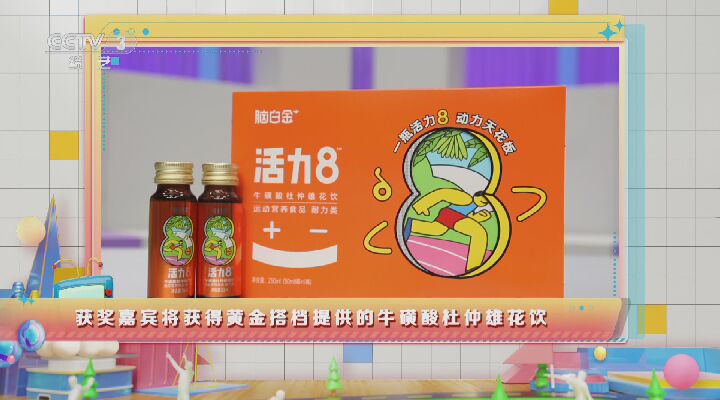 CCTV 3
综艺
脑白金
一瓶活力8 动力天花板
活力8
牛磺酸杜仲雄花饮
运动营养食品 耐力类
活力8
活力8
获奖嘉宾将获得黄金搭档提供的牛磺酸杜仲雄花饮